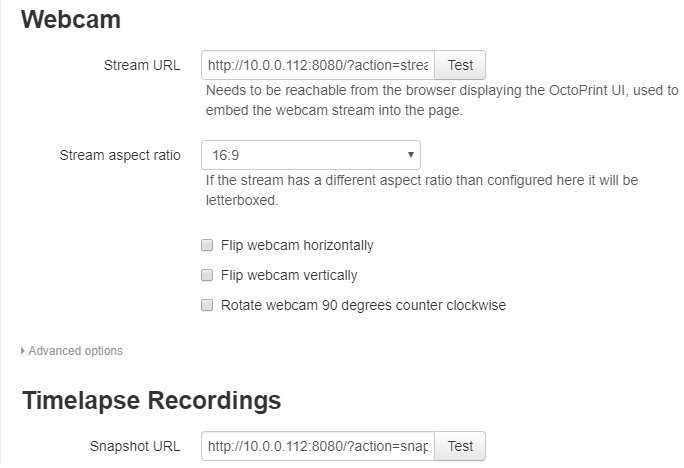 Webcam
Stream URL http://10.0.0.112:8080/?action=strea Test
Needs to be reachable from the browser displaying the OctoPrint UI, used to
embed the webcam stream into the page.
Stream aspect ratio 16:9
If the stream has a different aspect ratio than configured here it will be
letterboxed.
Flip webcam horizontally
Flip webcam vertically
Rotate webcam 90 degrees counter clockwise
Advanced options
Timelapse Recordings
Snapshot URL http://10.0.0.112:8080/?action=snap Test